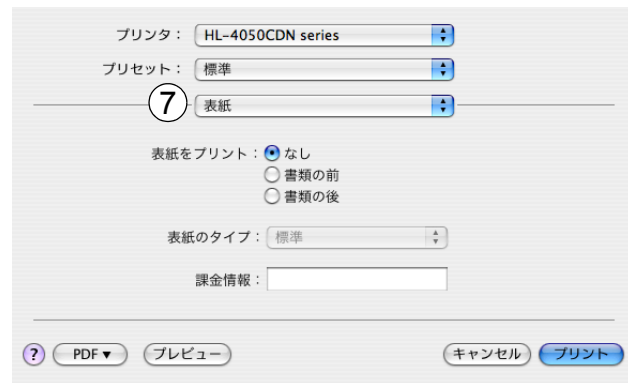 プリンタ： HL-4050CDN series
プリセット： 標準
⑦ 表紙
表紙をプリント： なし
書類の前
書類の後
表紙のタイプ： 標準
課金情報：
? PDF▼ プレビュー キャンセル プリント